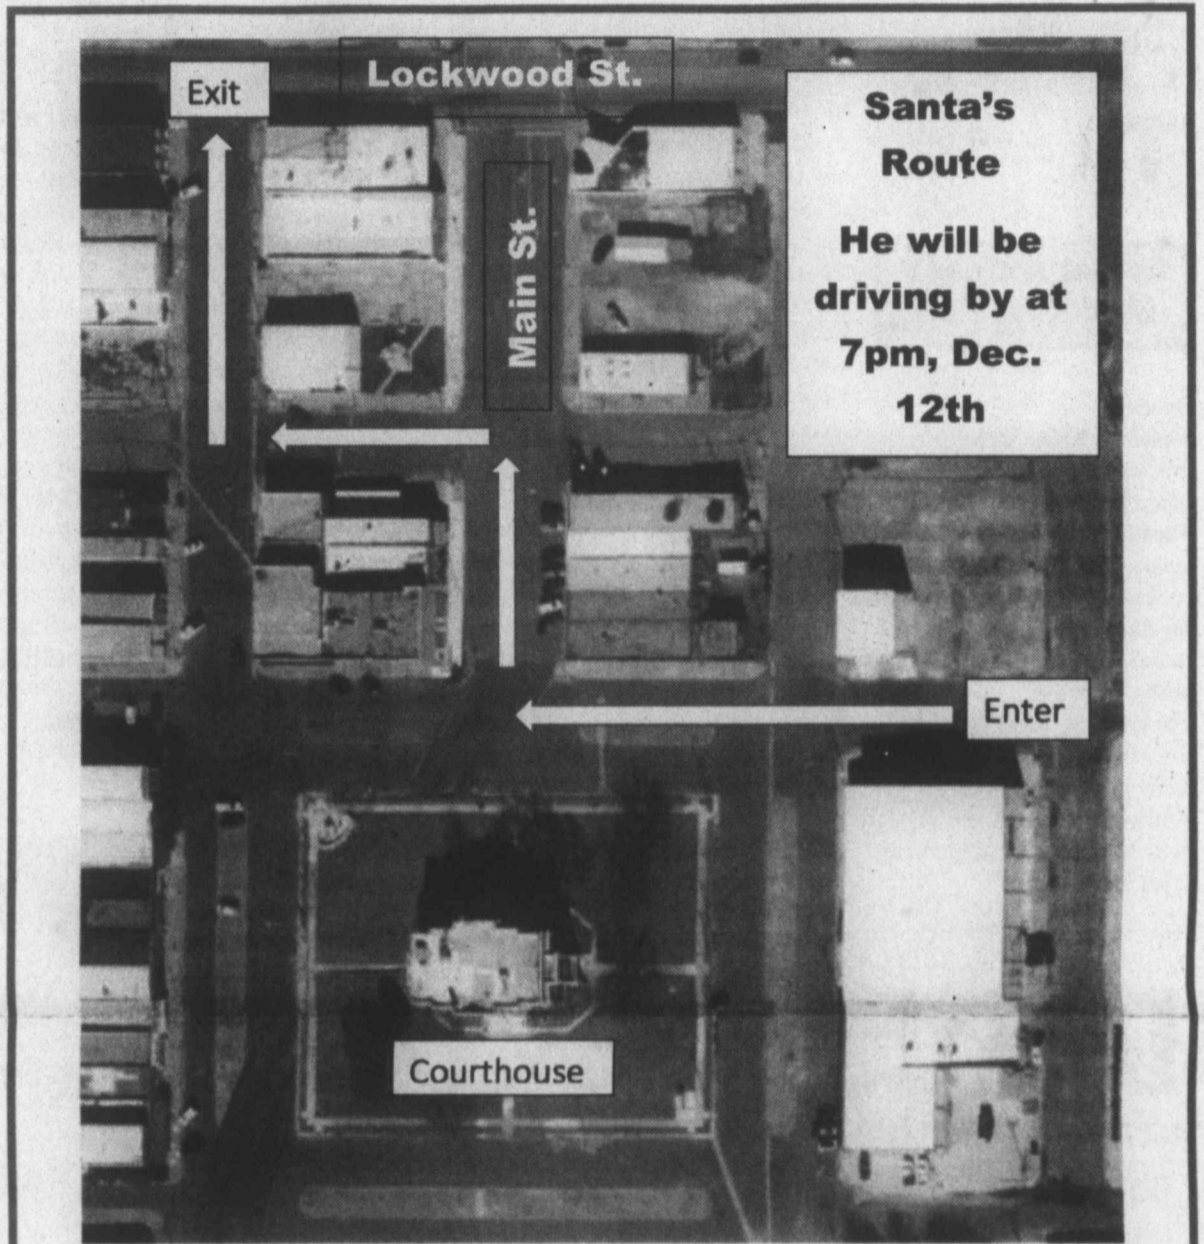 Lockwood St.
Exit
Santa's
Route
He will be
driving by at
7pm, Dec.
12th
Main St.
Enter
Courthouse